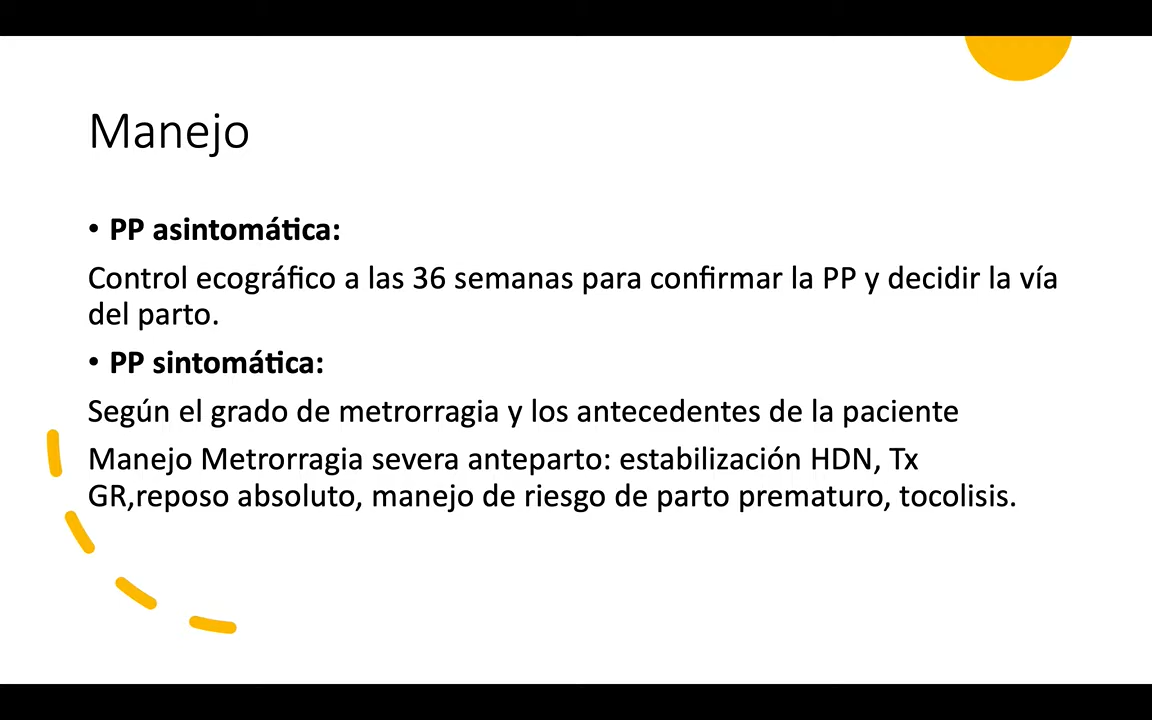 Manejo
• PP asintomática:
Control ecográfico a las 36 semanas para confirmar la PP y decidir la vía
del parto.
• PP sintomática:
Según el grado de metrorragia y los antecedentes de la paciente
Manejo Metrorragia severa anteparto: estabilización HDN, Tx
GR,reposo absoluto, manejo de riesgo de parto prematuro, tocolisis.